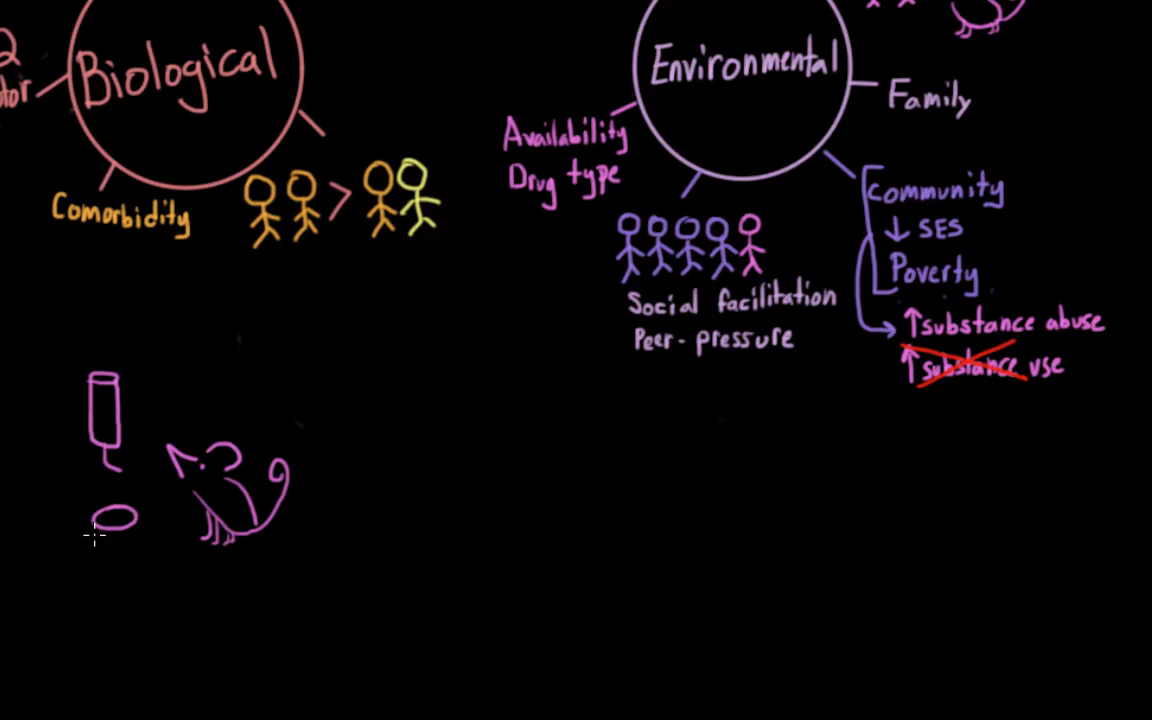 Biological
Comorbidity
Environmental
Family
Availability
Drug type
Community
↓ SES
Poverty
Social facilitation
Peer-pressure
↑substance abuse
↑substance use